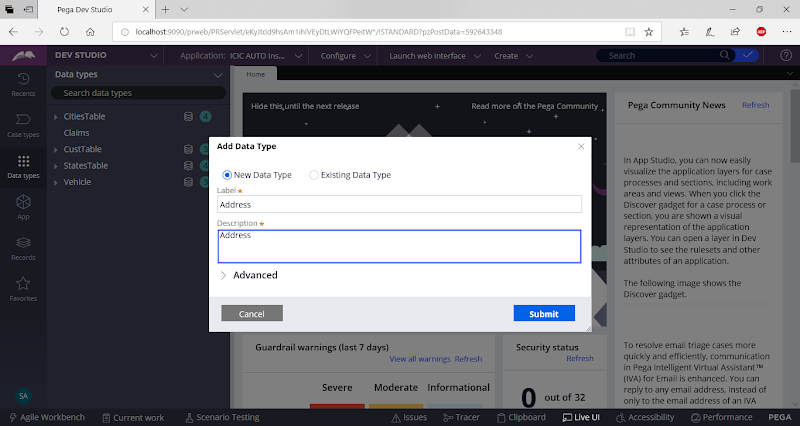 Pega Dev Studio
localhost:9090/prweb/PRServlet/eKyJtdd9hsAm1ihlVEyDtLWiYQFPeitW*/!STANDARD?pzPostData=592643348
DEV STUDIO
Application: ICIC AUTO Ins...
Configure
Launch web interface
Create
Search
Recents
Case types
Data types
App
Records
Favorites
SA
Data types
Search data types
CitiesTable 4
Claims
CustTable
StatesTable
Vehicle
Home
Hide this until the next release
Read more on the Pega Community
Add Data Type
New Data Type
Existing Data Type
Label ★
Address
Description ★
Address
Advanced
Cancel
Submit
Guardrail warnings (last 7 days)
View all warnings Refresh
Severe Moderate Informational
Security status
Refresh
0 out of 32
Pega Community News
Refresh
In App Studio, you can now easily
visualize the application layers for case
processes and sections, including work
areas and views. When you click the
Discover gadget for a case process or
section, you are shown a visual
representation of the application
layers. You can open a layer in Dev
Studio to see the rulesets and other
attributes of an application.
The following image shows the
Discover gadget.
To resolve email triage cases more
quickly and efficiently, communication
in Pega Intelligent Virtual Assistant™
(IVA) for Email is enhanced. You can
reply to any email address, instead of
only to the email address of an IVA
Agile Workbench
Current work
Scenario Testing
Issues
Tracer
Clipboard
Live UI
Accessibility
Performance
PEGA